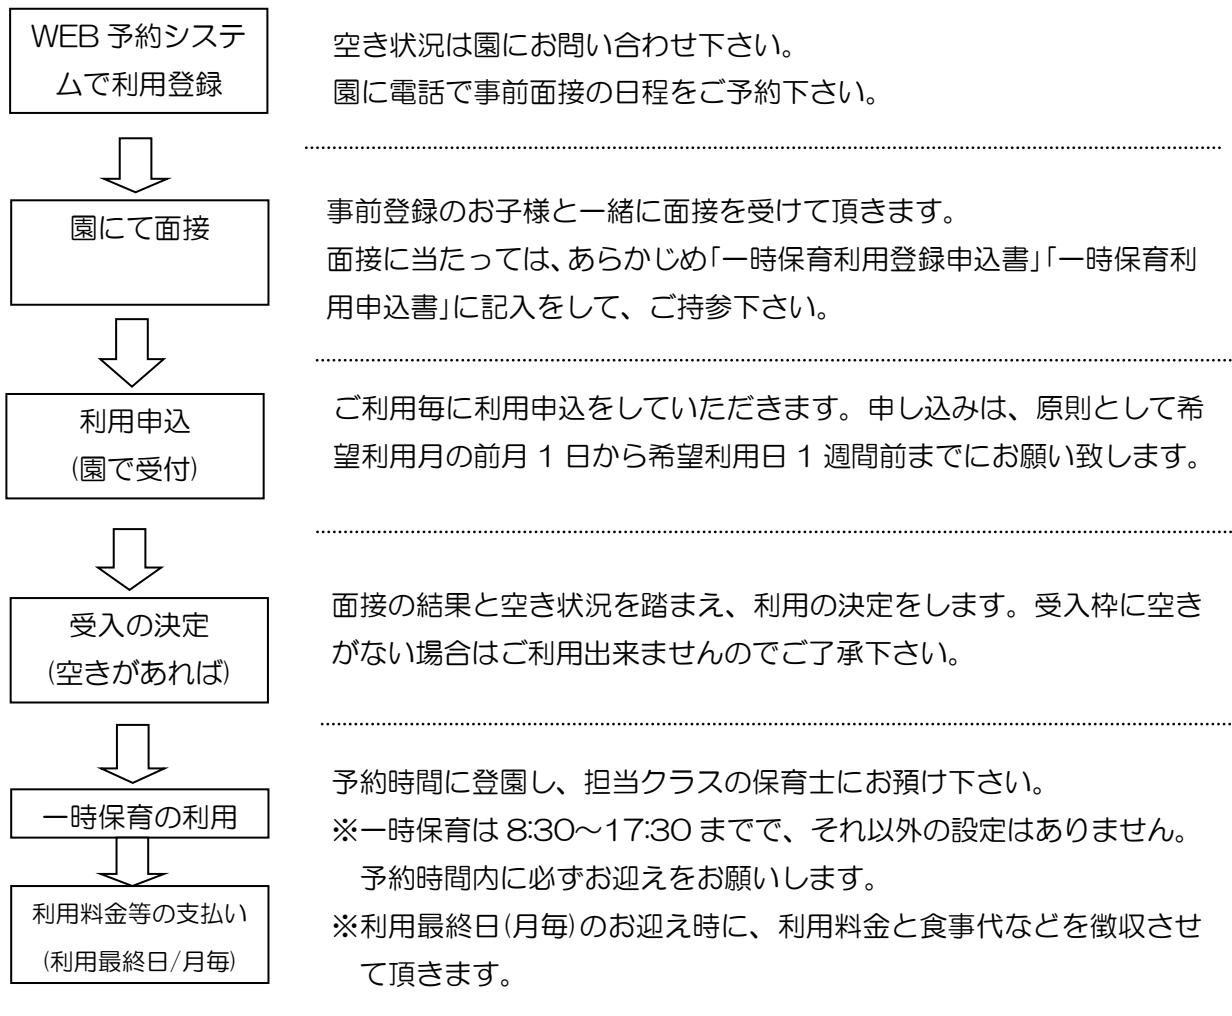 WEB 予約システ
ムで利用登録
空き状況は園にお問い合わせ下さい。
園に電話で事前面接の日程をご予約下さい。
園にて面接
事前登録のお子様と一緒に面接を受けて頂きます。
面接に当たっては、あらかじめ「一時保育利用登録申込書」「一時保育利
用申込書」に記入をして、ご持参下さい。
利用申込
(園で受付)
ご利用毎に利用申込をしていただきます。申し込みは、原則として希
望利用月の前月 1 日から希望利用日 1 週間前までにお願い致します。
受入の決定
(空きがあれば)
面接の結果と空き状況を踏まえ、利用の決定をします。受入枠に空き
がない場合はご利用出来ませんのでご了承下さい。
一時保育の利用
予約時間に登園し、担当クラスの保育士にお預け下さい。
※一時保育は 8:30～17:30 までで、それ以外の設定はありません。
予約時間内に必ずお迎えをお願いします。
利用料金等の支払い
(利用最終日/月毎)
※利用最終日(月毎)のお迎え時に、利用料金と食事代などを徴収させ
て頂きます。